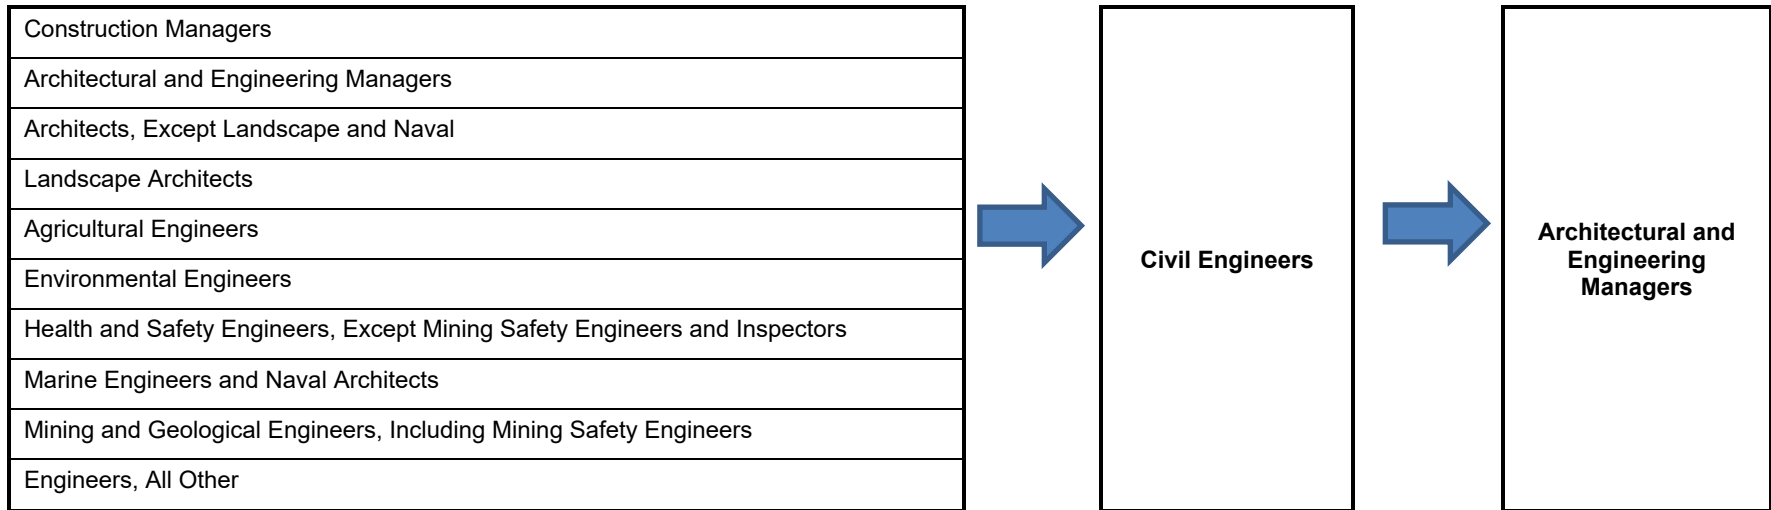 Construction Managers
Architectural and Engineering Managers
Architects, Except Landscape and Naval
Landscape Architects
Agricultural Engineers
Environmental Engineers
Health and Safety Engineers, Except Mining Safety Engineers and Inspectors
Marine Engineers and Naval Architects
Mining and Geological Engineers, Including Mining Safety Engineers
Engineers, All Other
Civil Engineers
Architectural and
Engineering
Managers